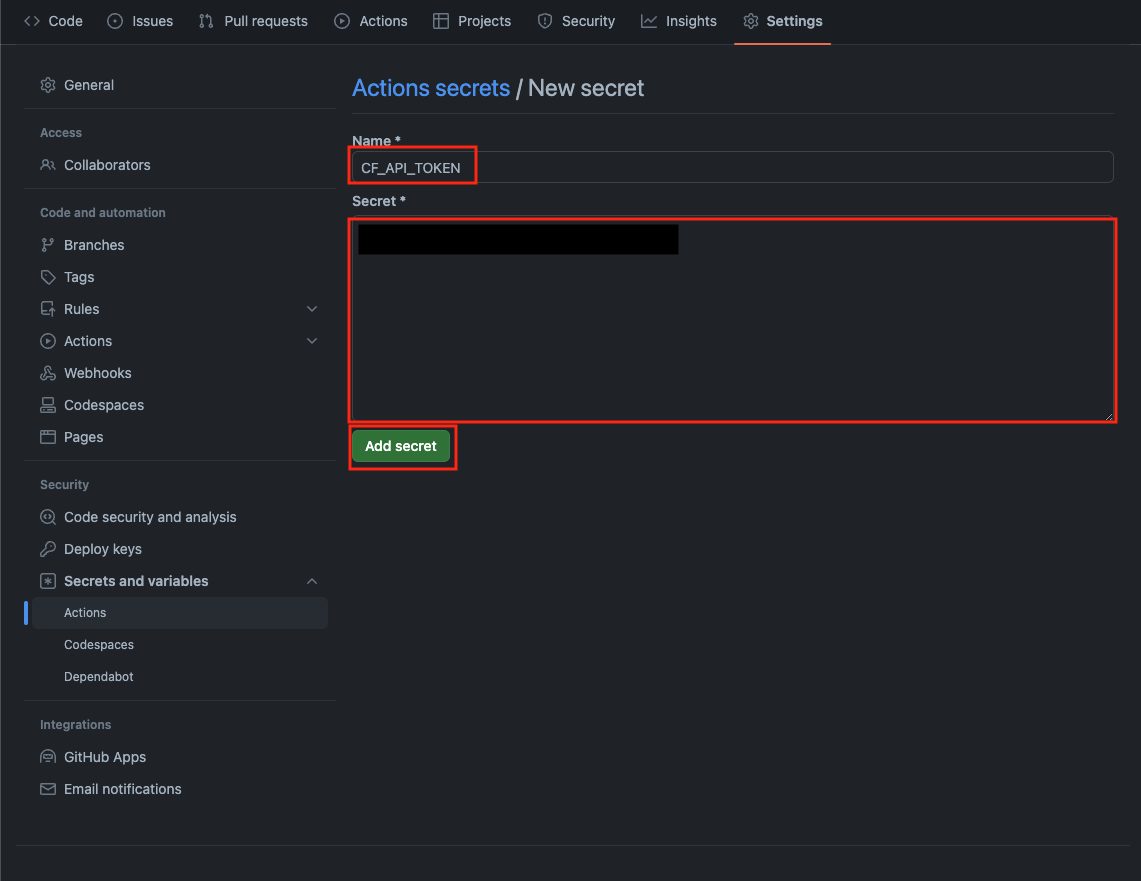 Code Issues Pull requests Actions Projects Security Insights Settings
General
Access
Collaborators
Code and automation
Branches
Tags
Rules
Actions
Webhooks
Codespaces
Pages
Security
Code security and analysis
Deploy keys
Secrets and variables
Actions
Codespaces
Dependabot
Integrations
GitHub Apps
Email notifications
Actions secrets / New secret
Name *
CF_API_TOKEN
Secret *
Add secret